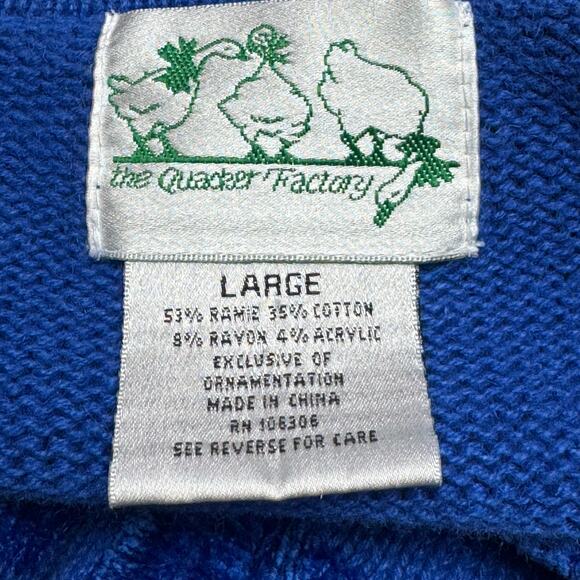 the Quacker Factory
LARGE
53% RAMIE 35% COTTON
8% RAYON 4% ACRYLIC
EXCLUSIVE OF
ORNAMENTATION
MADE IN CHINA
RN 106306
SEE REVERSE FOR CARE